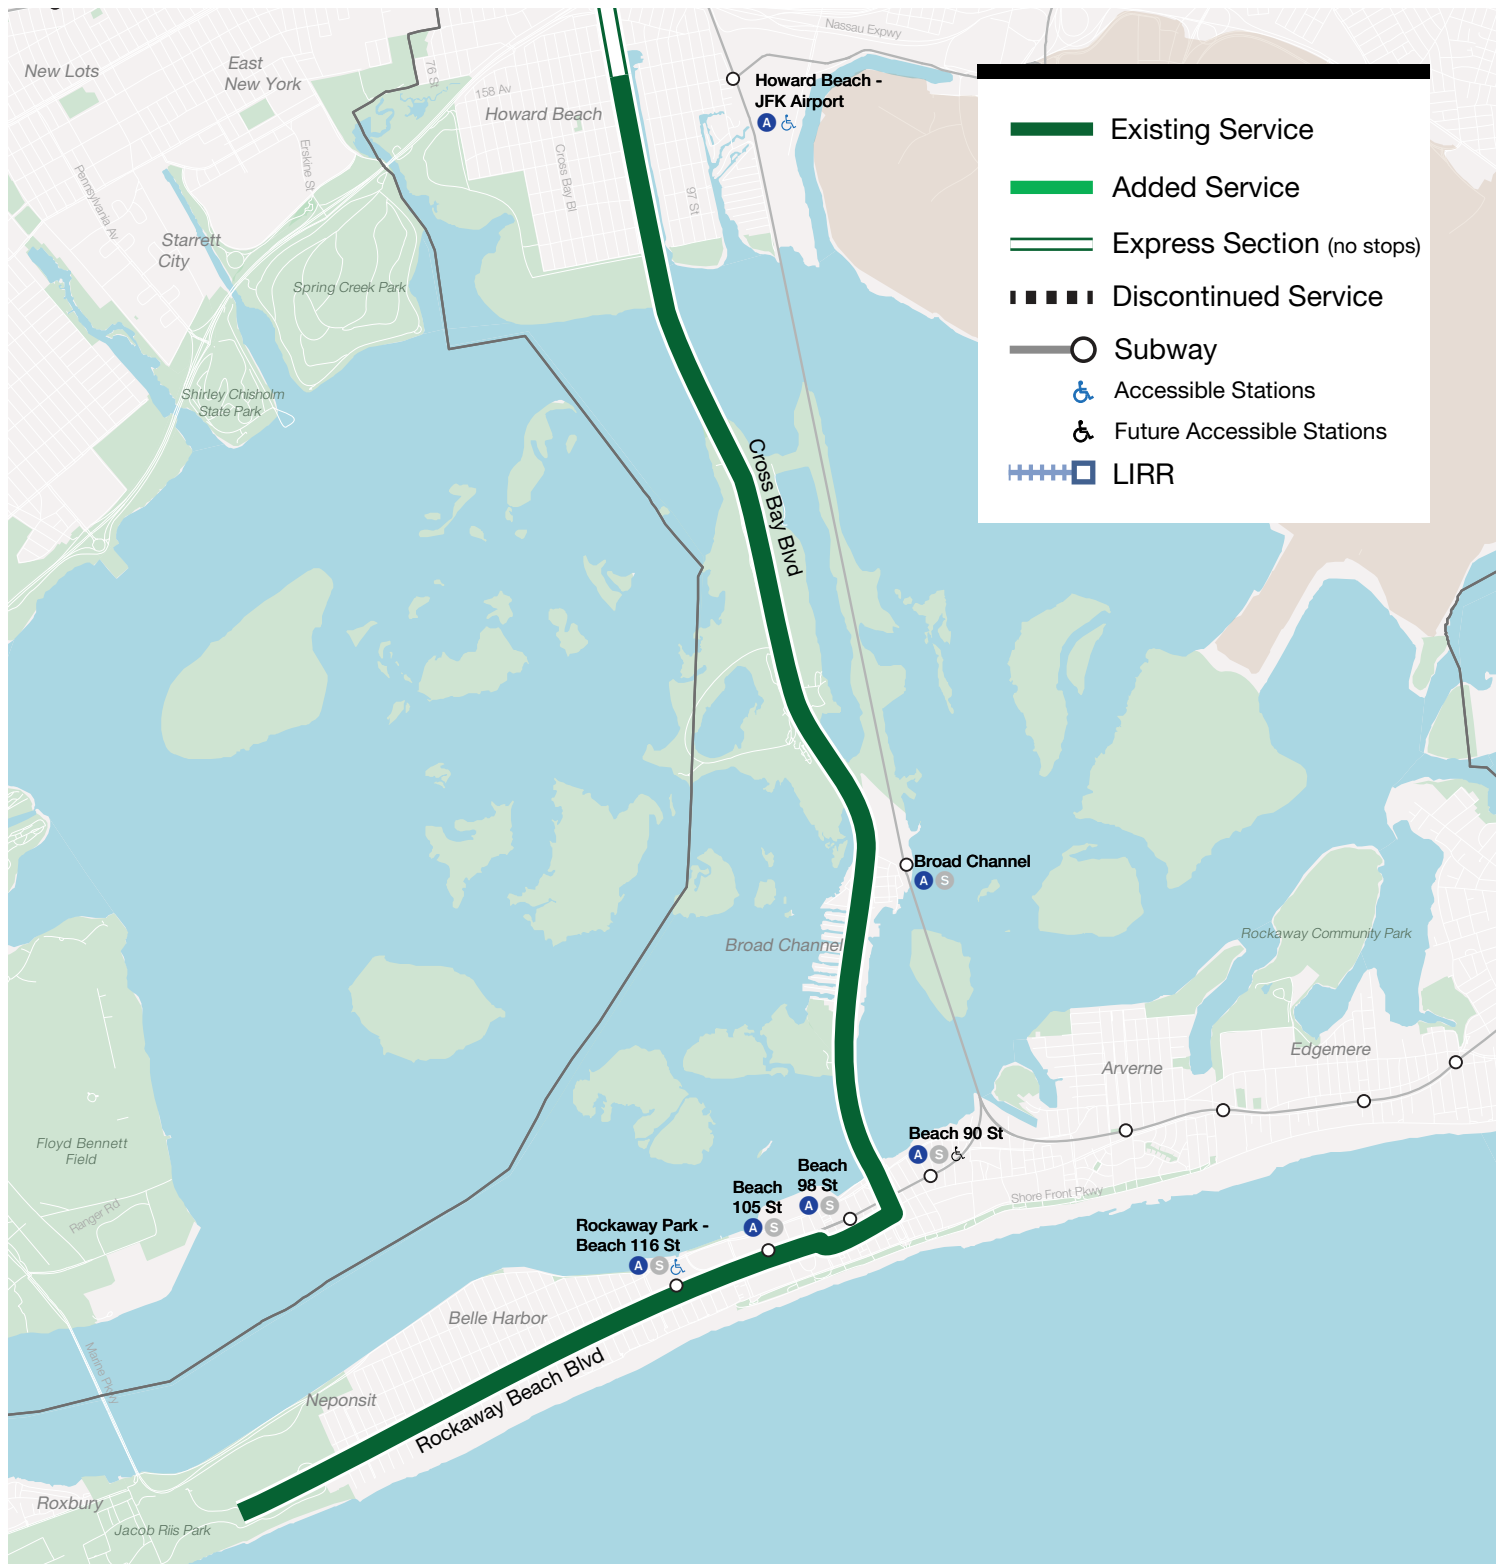 Nassau Expwy
New Lots
East
New York
76 St
158 Av
Howard Beach
Howard Beach -
JFK Airport
A
Existing Service
Added Service
Express Section (no stops)
Discontinued Service
Subway
Accessible Stations
Future Accessible Stations
LIRR
Erskine St
Cross Bay Bl
97 St
Pennsylvania Av
Starrett
City
Spring Creek Park
Shirley Chisholm
State Park
Cross Bay Blvd
Broad Channel
A S
Broad Channel
Rockaway Community Park
Edgemere
Arverne
Floyd Bennett
Field
Ranger Rd
Beach 90 St
A S
Beach
98 St
A S
Beach
105 St
A S
Rockaway Park -
Beach 116 St
A S
Shore Front Pkwy
Belle Harbor
Marine Pkwy
Rockaway Beach Blvd
Neponsit
Roxbury
Jacob Riis Park